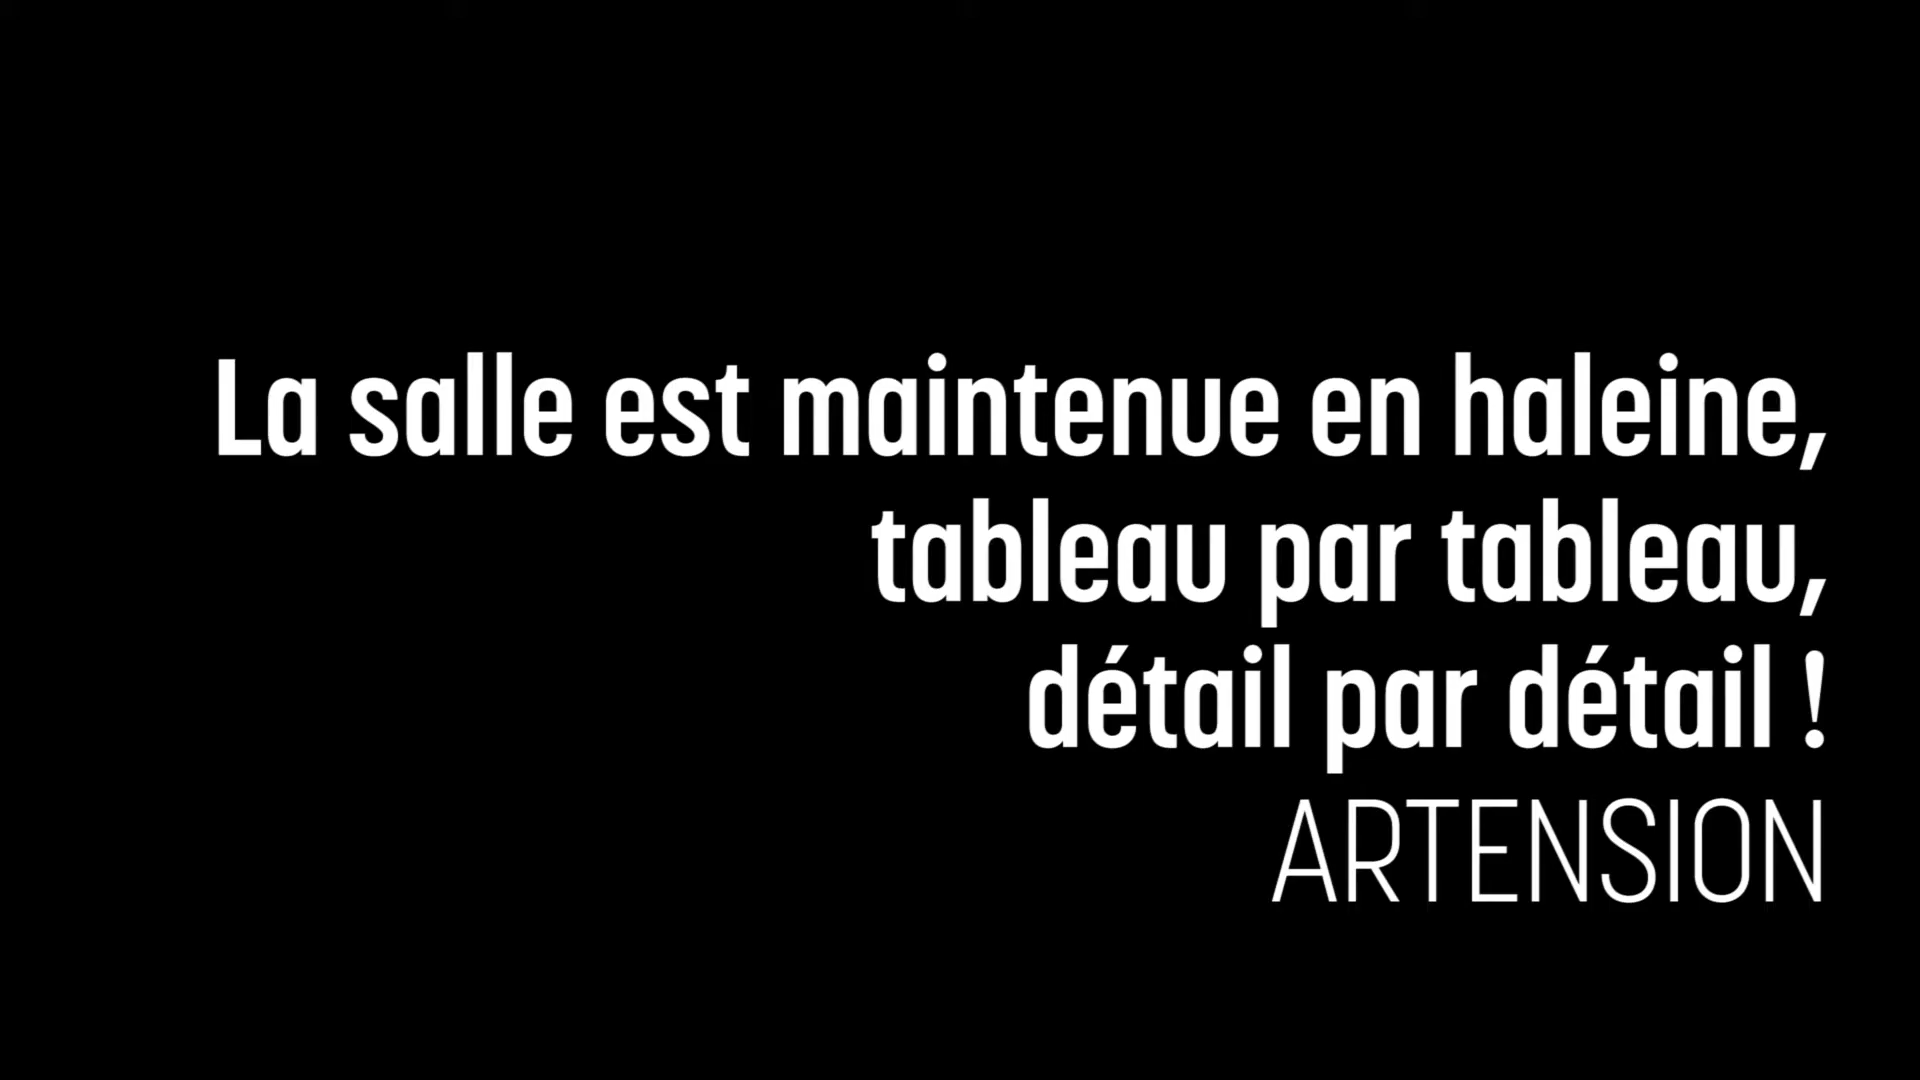 La salle est maintenue en haleine,
tableau par tableau,
détail par détail !
ARTENSION